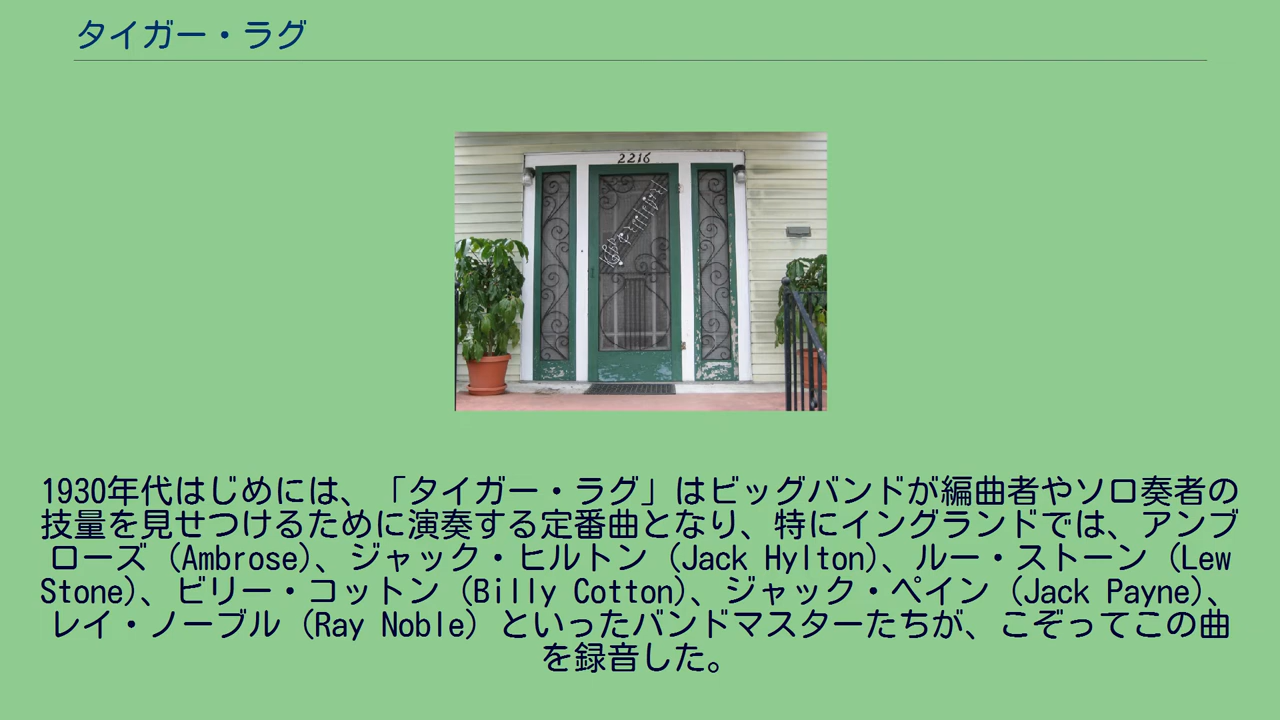 タイガー・ラグ
2216
1930年代はじめには、「タイガー・ラグ」はビッグバンドが編曲者やソロ奏者の
技量を見せつけるために演奏する定番曲となり、特にイングランドでは、アンブ
ローズ（Ambrose）、ジャック・ヒルトン（Jack Hylton）、ルー・ストーン（Lew
Stone）、ビリー・コットン（Billy Cotton）、ジャック・ペイン（Jack Payne）、
レイ・ノーブル（Ray Noble）といったバンドマスターたちが、こぞってこの曲
を録音した。